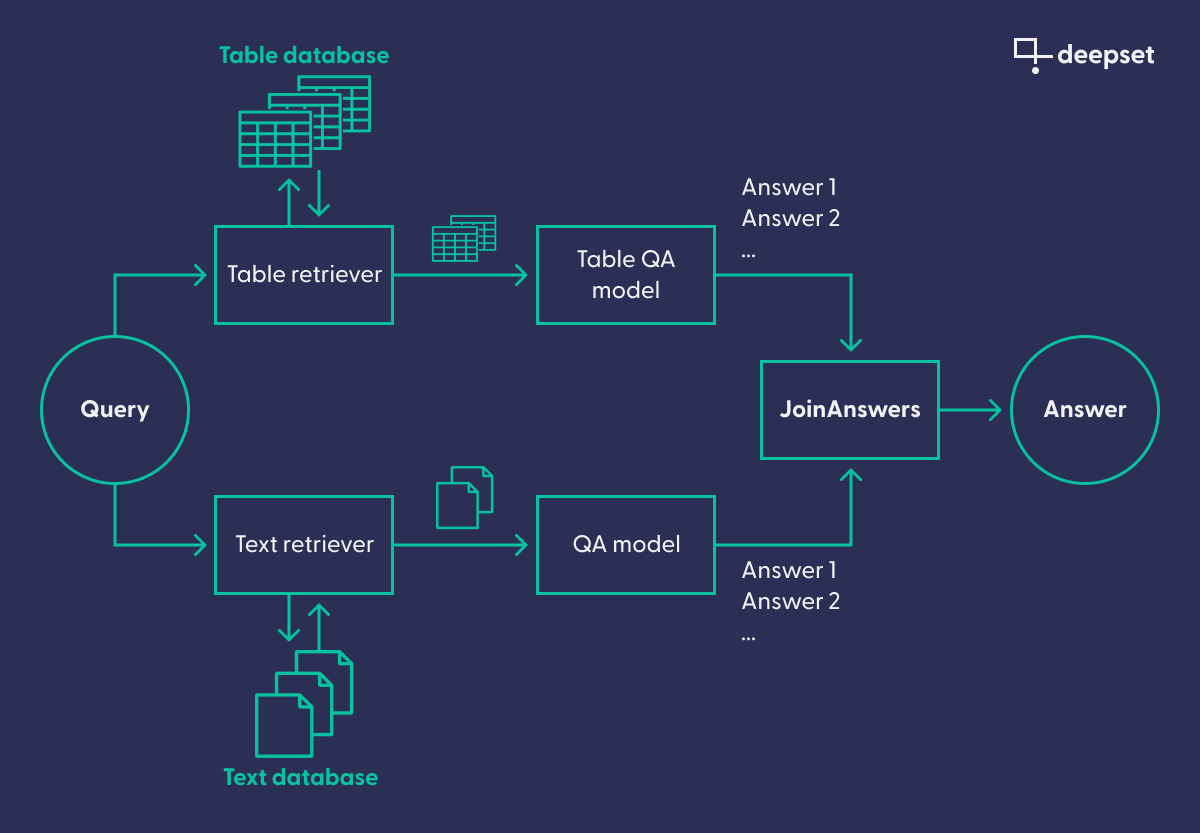 Table database
deepset
Answer 1
Answer 2
...
Table retriever
Table QA
model
Query
JoinAnswers
Answer
Text retriever
QA model
Answer 1
Answer 2
...
Text database